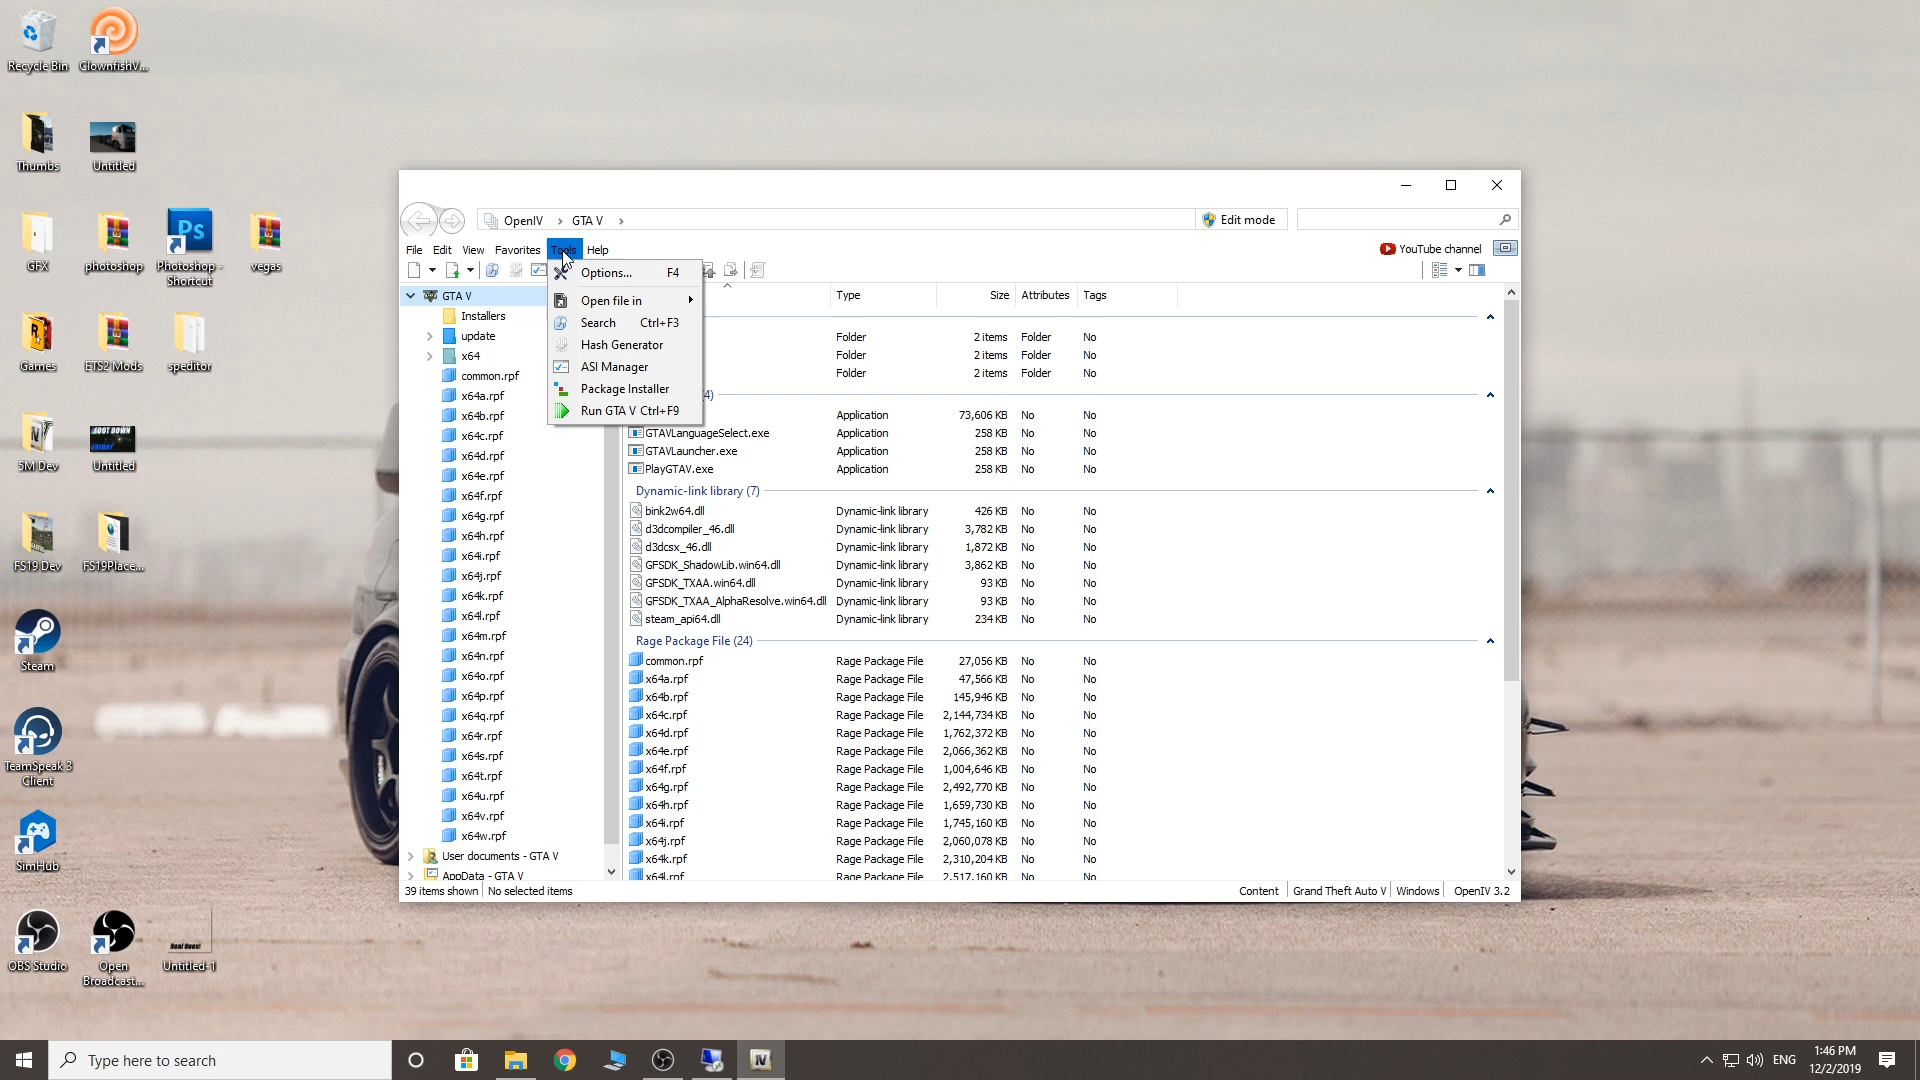 Recycle Bin
ClownfishV...
Thumbs
Untitled
GFX
photoshop
Photoshop - Shortcut
vegas
Games
ETS2 Mods
speditor
5M Dev
Untitled
FS19 Dev
FS19Place...
Steam
TeamSpeak 3 Client
SimHub
OBS Studio
Open Broadcast...
Untitled-1
OpenIV > GTA V >
Edit mode
File Edit View Favorites Tools Help
YouTube channel
Options... F4
Open file in
Search Ctrl+F3
Hash Generator
ASI Manager
Package Installer
Run GTA V Ctrl+F9
GTA V
Installers
update
x64
common.rpf
x64a.rpf
x64b.rpf
x64c.rpf
x64d.rpf
x64e.rpf
x64f.rpf
x64g.rpf
x64h.rpf
x64i.rpf
x64j.rpf
x64k.rpf
x64l.rpf
x64m.rpf
x64n.rpf
x64o.rpf
x64p.rpf
x64q.rpf
x64r.rpf
x64s.rpf
x64t.rpf
x64u.rpf
x64v.rpf
x64w.rpf
User documents - GTA V
AppData - GTA V
Type Size Attributes Tags
Folder 2 items Folder No
Folder 2 items Folder No
Folder 2 items Folder No
4)
Application 73,606 KB No No
GTAVLanguageSelect.exe Application 258 KB No No
GTAVLauncher.exe Application 258 KB No No
PlayGTAV.exe Application 258 KB No No
Dynamic-link library (7)
bink2w64.dll Dynamic-link library 426 KB No No
d3dcompiler_46.dll Dynamic-link library 3,782 KB No No
d3dcsx_46.dll Dynamic-link library 1,872 KB No No
GFSDK_ShadowLib.win64.dll Dynamic-link library 3,862 KB No No
GFSDK_TXAA.win64.dll Dynamic-link library 93 KB No No
GFSDK_TXAA_AlphaResolve.win64.dll Dynamic-link library 93 KB No No
steam_api64.dll Dynamic-link library 234 KB No No
Rage Package File (24)
common.rpf Rage Package File 27,056 KB No No
x64a.rpf Rage Package File 47,566 KB No No
x64b.rpf Rage Package File 145,946 KB No No
x64c.rpf Rage Package File 2,144,734 KB No No
x64d.rpf Rage Package File 1,762,372 KB No No
x64e.rpf Rage Package File 2,066,362 KB No No
x64f.rpf Rage Package File 1,004,646 KB No No
x64g.rpf Rage Package File 2,492,770 KB No No
x64h.rpf Rage Package File 1,659,730 KB No No
x64i.rpf Rage Package File 1,745,160 KB No No
x64j.rpf Rage Package File 2,060,078 KB No No
x64k.rpf Rage Package File 2,310,204 KB No No
x64l.rpf Rage Package File 2,517,160 KB No No
39 items shown No selected items
Content Grand Theft Auto V Windows OpenIV 3.2
Type here to search
ENG
1:46 PM
12/2/2019